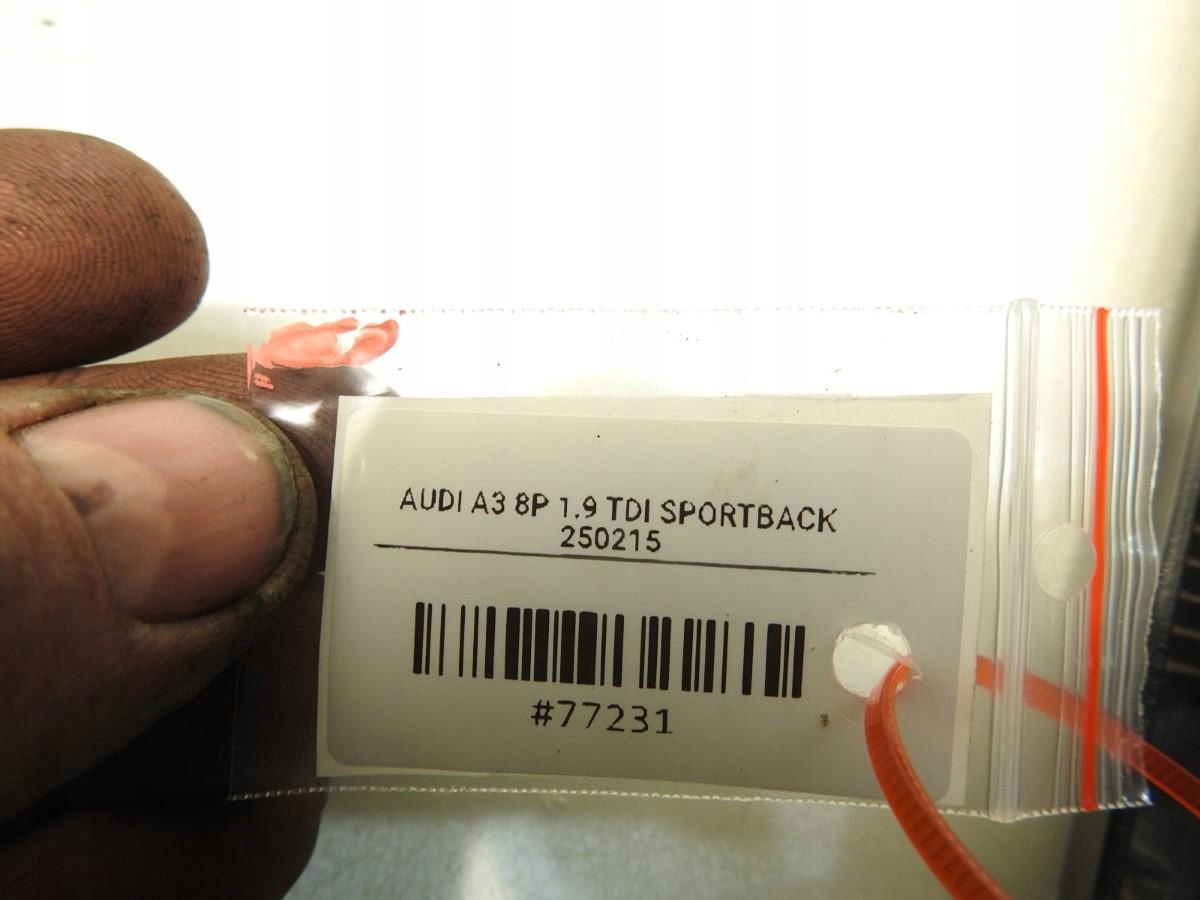 AUDI A3 8P 1.9 TDI SPORTBACK
250215
#77231